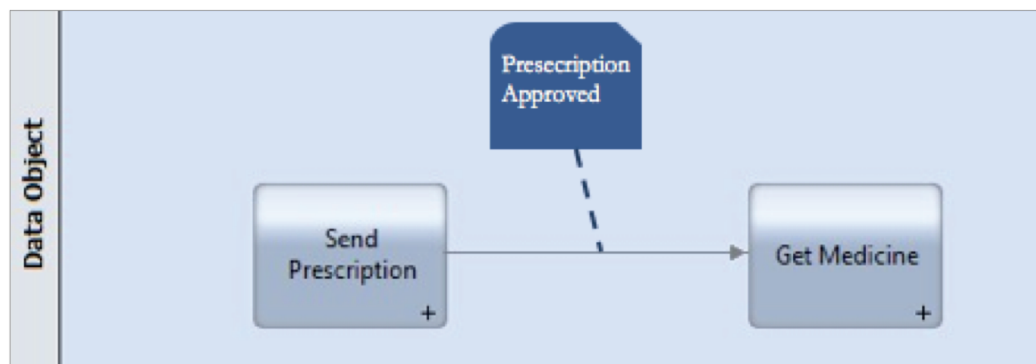 Data Object
Presecription
Approved
Send
Prescription
+
Get Medicine
+